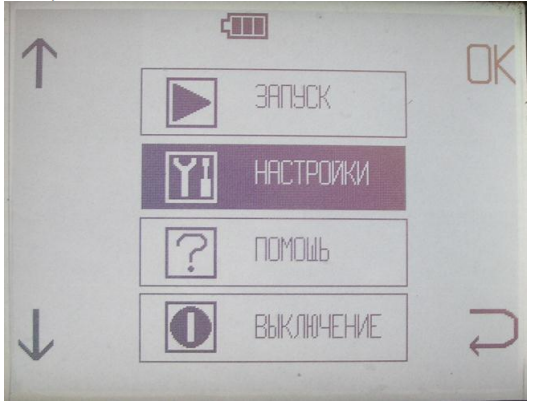 OK
ЗАПУСК
НАСТРОЙКИ
ПОМОЩЬ
ВЫКЛЮЧЕНИЕ